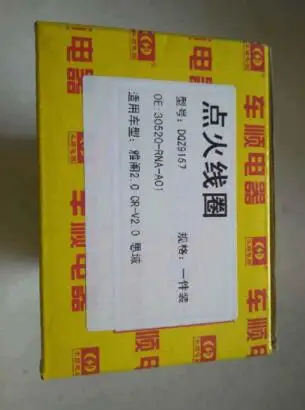 点火线圈
型号：DQZ9157 规格：一件装
OE:30520-RNA-A01
适用车型：雅阁2.0 CR-V2.0 思域
车顺电器
车顺电器